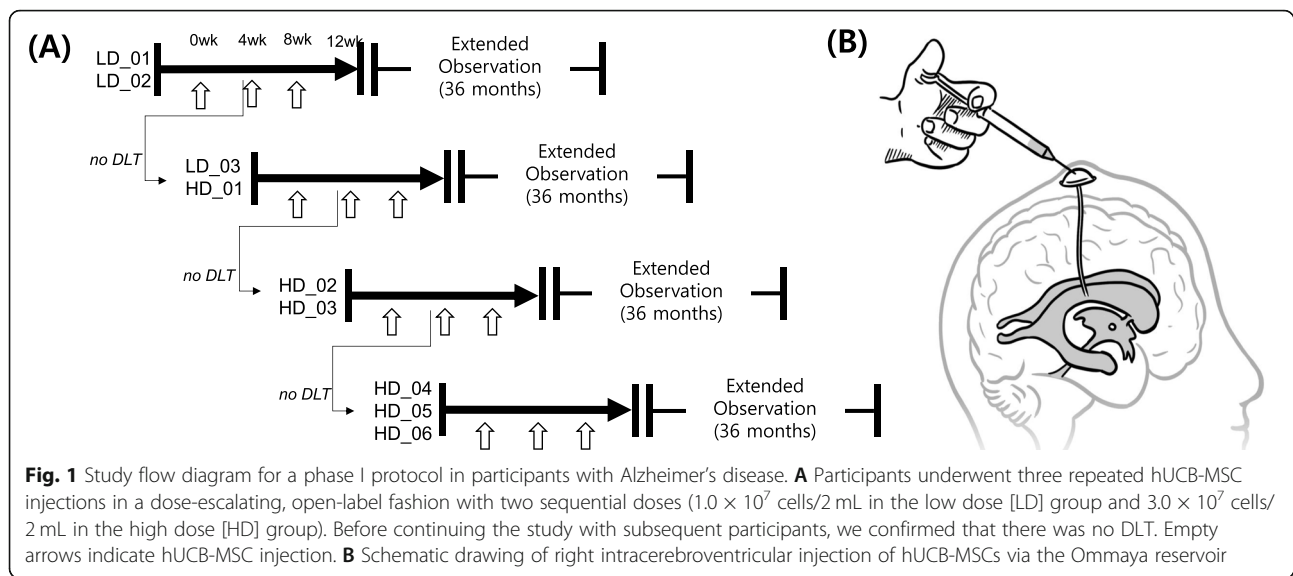 (A)
0wk 4wk 8wk 12wk
LD_01
LD_02
Extended
Observation
(36 months)
no DLT
LD_03
HD_01
Extended
Observation
(36 months)
no DLT
HD_02
HD_03
Extended
Observation
(36 months)
no DLT
HD_04
HD_05
HD_06
Extended
Observation
(36 months)
(B)
Fig. 1 Study flow diagram for a phase I protocol in participants with Alzheimer's disease. A Participants underwent three repeated hUCB-MSC
injections in a dose-escalating, open-label fashion with two sequential doses (1.0 × 10⁷ cells/2 mL in the low dose [LD] group and 3.0 × 10⁷ cells/
2 mL in the high dose [HD] group). Before continuing the study with subsequent participants, we confirmed that there was no DLT. Empty
arrows indicate hUCB-MSC injection. B Schematic drawing of right intracerebroventricular injection of hUCB-MSCs via the Ommaya reservoir